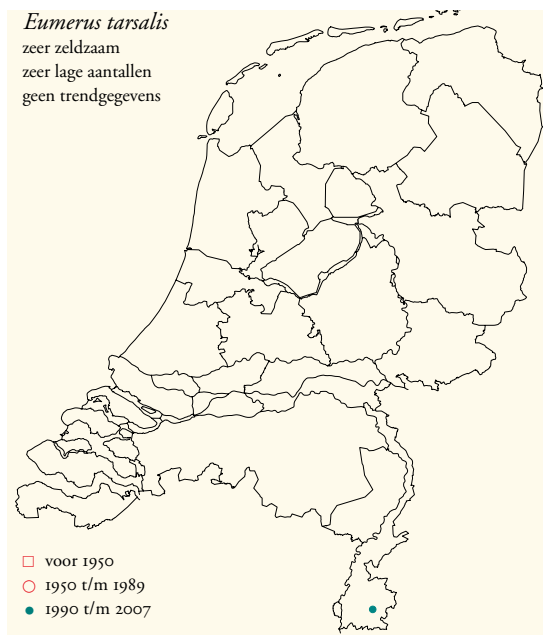 Eumerus tarsalis
zeer zeldzaam
zeer lage aantallen
geen trendgegevens
voor 1950
1950 t/m 1989
1990 t/m 2007